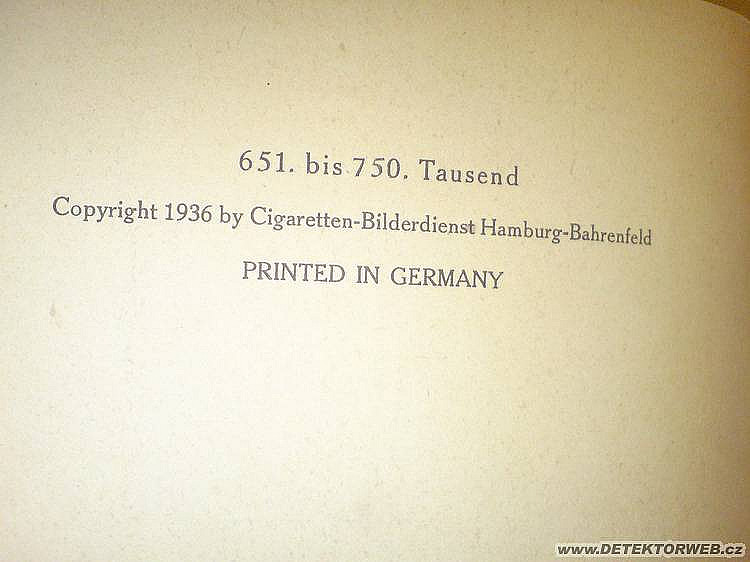 651. bis 750. Tausend
Copyright 1936 by Cigaretten-Bilderdienst Hamburg-Bahrenfeld
PRINTED IN GERMANY
www.DETEKTORWEB.cz